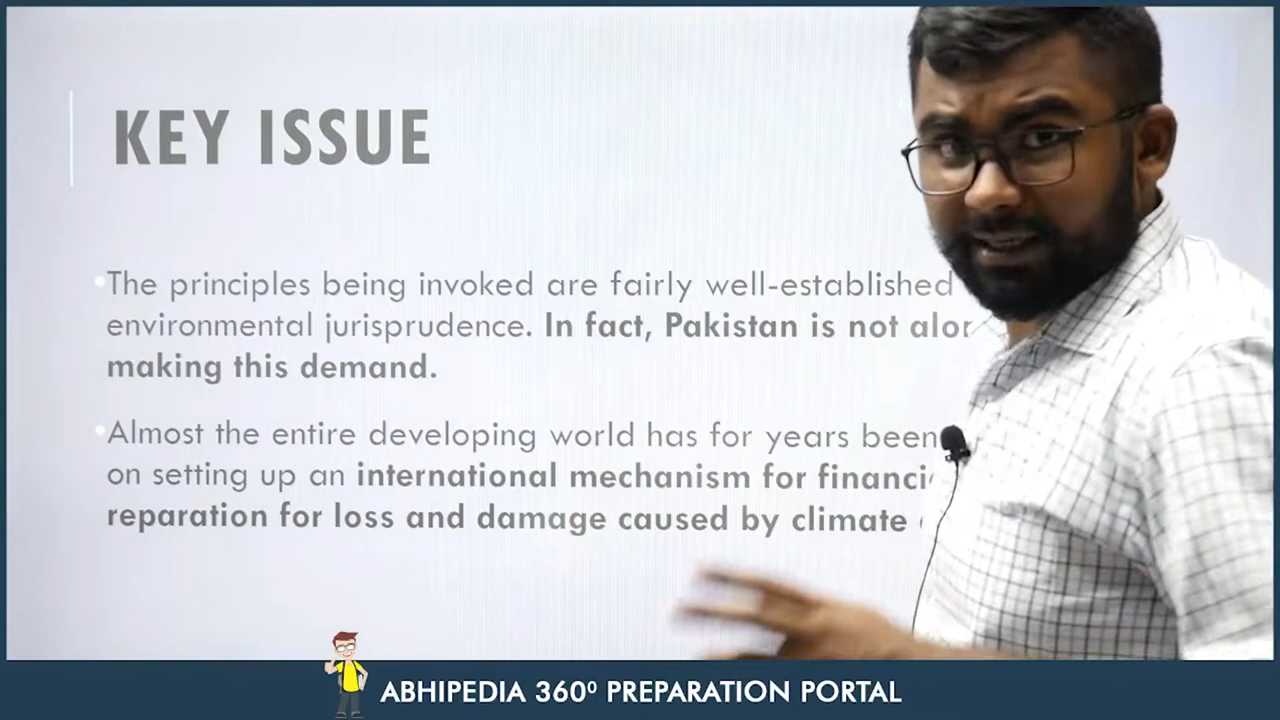 KEY ISSUE
The principles being invoked are fairly well-established
environmental jurisprudence. In fact, Pakistan is not
making this demand.
Almost the entire developing world has for years been
on setting up an international mechanism for
reparation for loss and damage caused by climate
ABHIPEDIA 360⁰ PREPARATION PORTAL